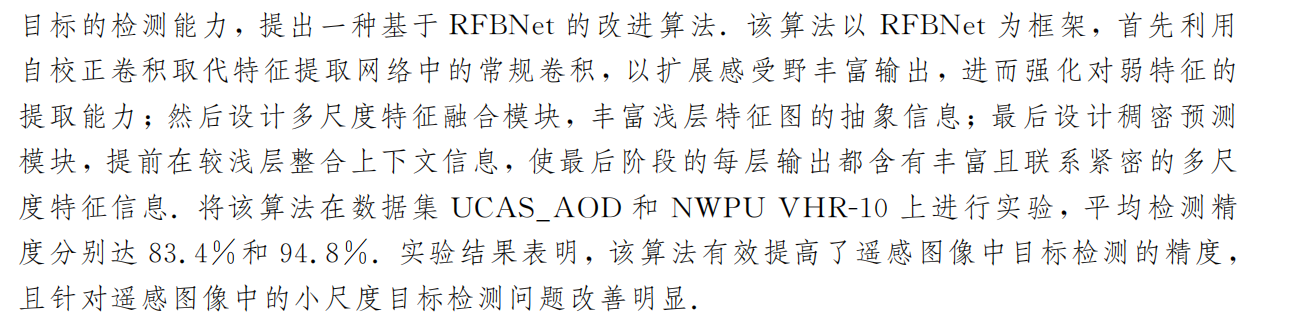 目标的检测能力，提出一种基于 RFBNet 的改进算法．该算法以 RFBNet 为框架，首先利用
自校正卷积取代特征提取网络中的常规卷积，以扩展感受野丰富输出，进而强化对弱特征的
提取能力；然后设计多尺度特征融合模块，丰富浅层特征图的抽象信息；最后设计稠密预测
模块，提前在较浅层整合上下文信息，使最后阶段的每层输出都含有丰富且联系紧密的多尺
度特征信息．将该算法在数据集 UCAS_AOD 和 NWPU VHR-10 上进行实验，平均检测精
度分别达 83.4％和 94.8％．实验结果表明，该算法有效提高了遥感图像中目标检测的精度，
且针对遥感图像中的小尺度目标检测问题改善明显．